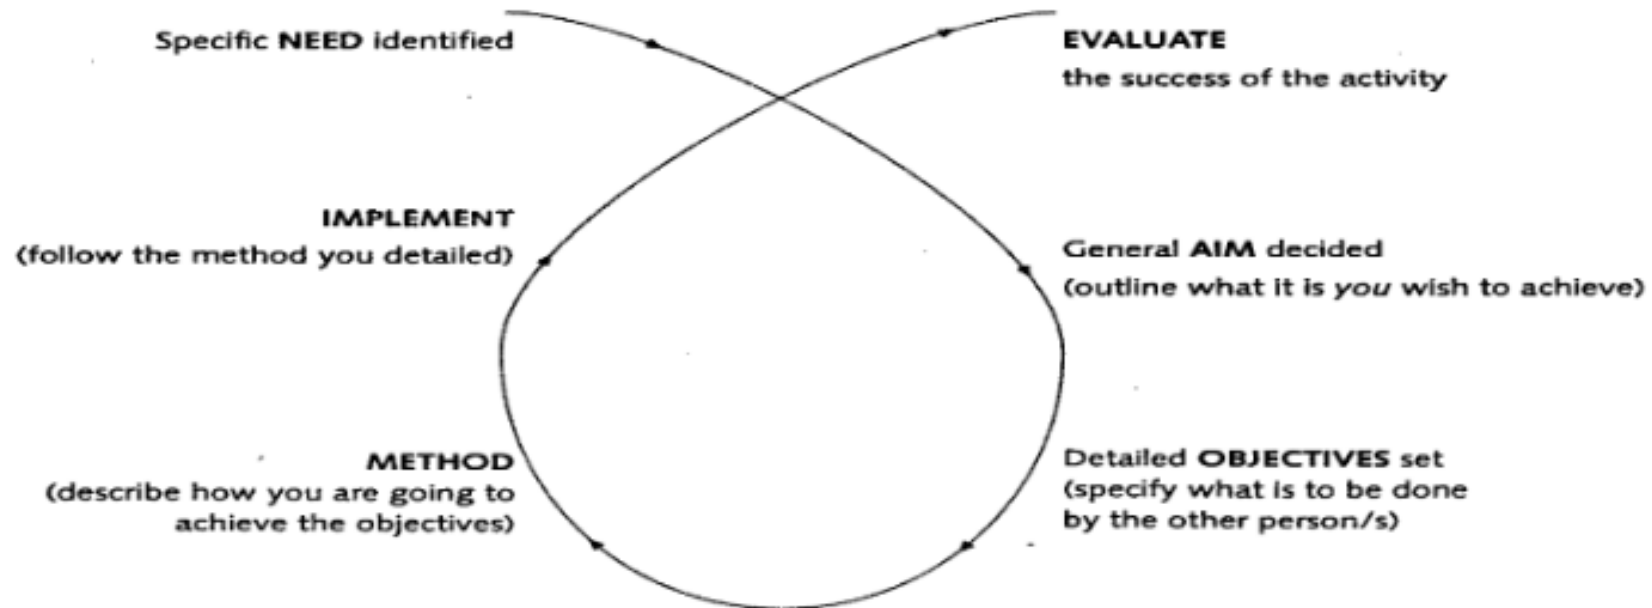 Specific NEED identified
EVALUATE
the success of the activity
IMPLEMENT
(follow the method you detailed)
General AIM decided
(outline what it is you wish to achieve)
METHOD
(describe how you are going to
achieve the objectives)
Detailed OBJECTIVES set
(specify what is to be done
by the other person/s)